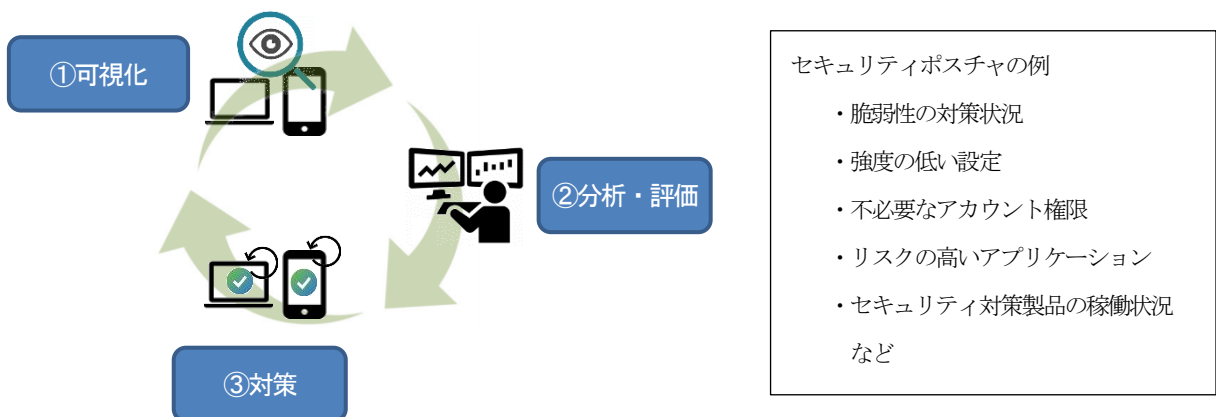 ①可視化
②分析・評価
③対策
セキュリティポスチャの例
・脆弱性の対策状況
・強度の低い設定
・不必要なアカウント権限
・リスクの高いアプリケーション
・セキュリティ対策製品の稼働状況
など